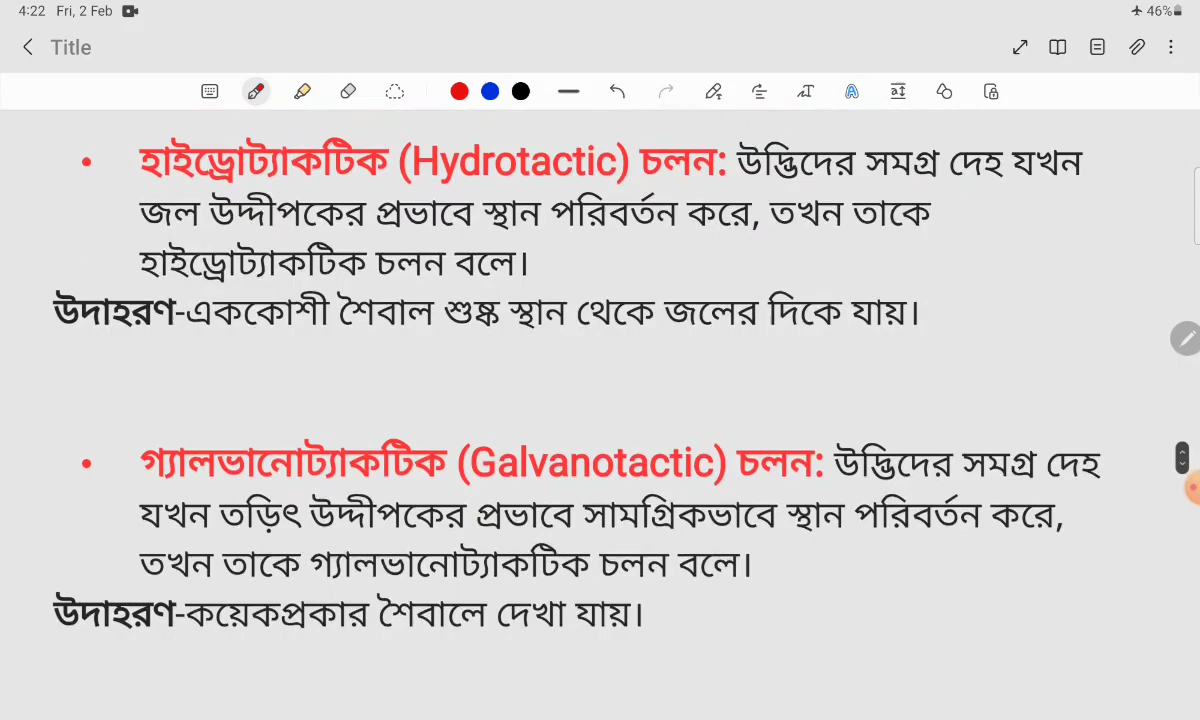 4:22 Fri, 2 Feb 46%
Title
• হাইড্রোট্যাকটিক (Hydrotactic) চলন: উদ্ভিদের সমগ্র দেহ যখন
জল উদ্দীপকের প্রভাবে স্থান পরিবর্তন করে, তখন তাকে
হাইড্রোট্যাকটিক চলন বলে।
উদাহরণ-এককোশী শৈবাল শুষ্ক স্থান থেকে জলের দিকে যায়।
• গ্যালভানোট্যাকটিক (Galvanotactic) চলন: উদ্ভিদের সমগ্র দেহ
যখন তড়িৎ উদ্দীপকের প্রভাবে সামগ্রিকভাবে স্থান পরিবর্তন করে,
তখন তাকে গ্যালভানোট্যাকটিক চলন বলে।
উদাহরণ-কয়েকপ্রকার শৈবালে দেখা যায়।